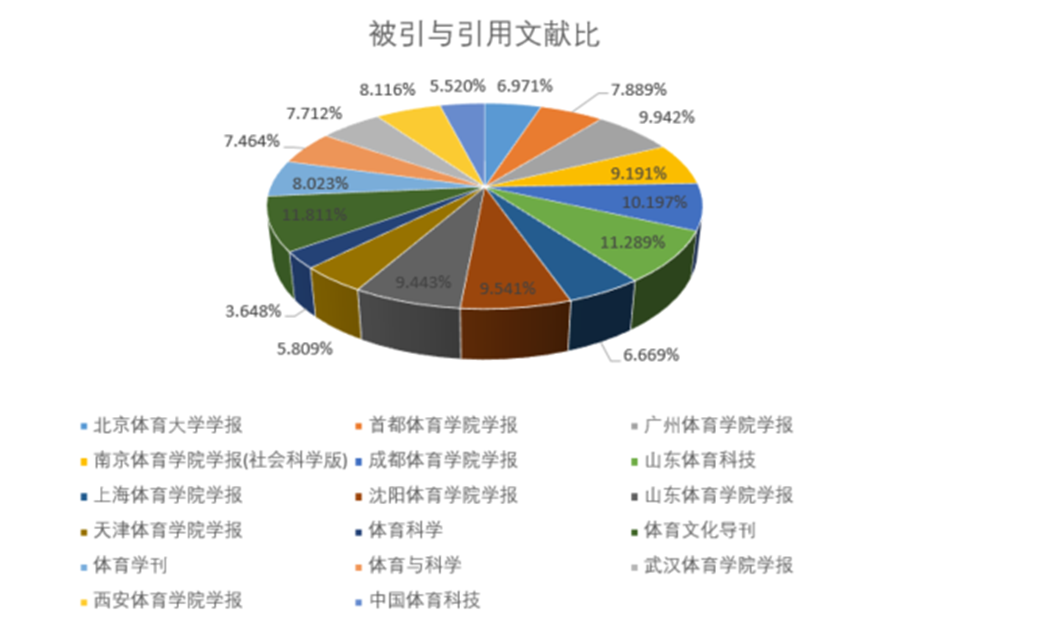 被引与引用文献比
8.116% 5.520% 6.971%
7.889%
7.712%
9.942%
7.464%
9.191%
8.023%
10.197%
11.811%
11.289%
9.443%
9.541%
3.648%
5.809%
6.669%
北京体育大学学报 首都体育学院学报 广州体育学院学报
南京体育学院学报(社会科学版) 成都体育学院学报 山东体育科技
上海体育学院学报 沈阳体育学院学报 山东体育学院学报
天津体育学院学报 体育科学 体育文化导刊
体育学刊 体育与科学 武汉体育学院学报
西安体育学院学报 中国体育科技